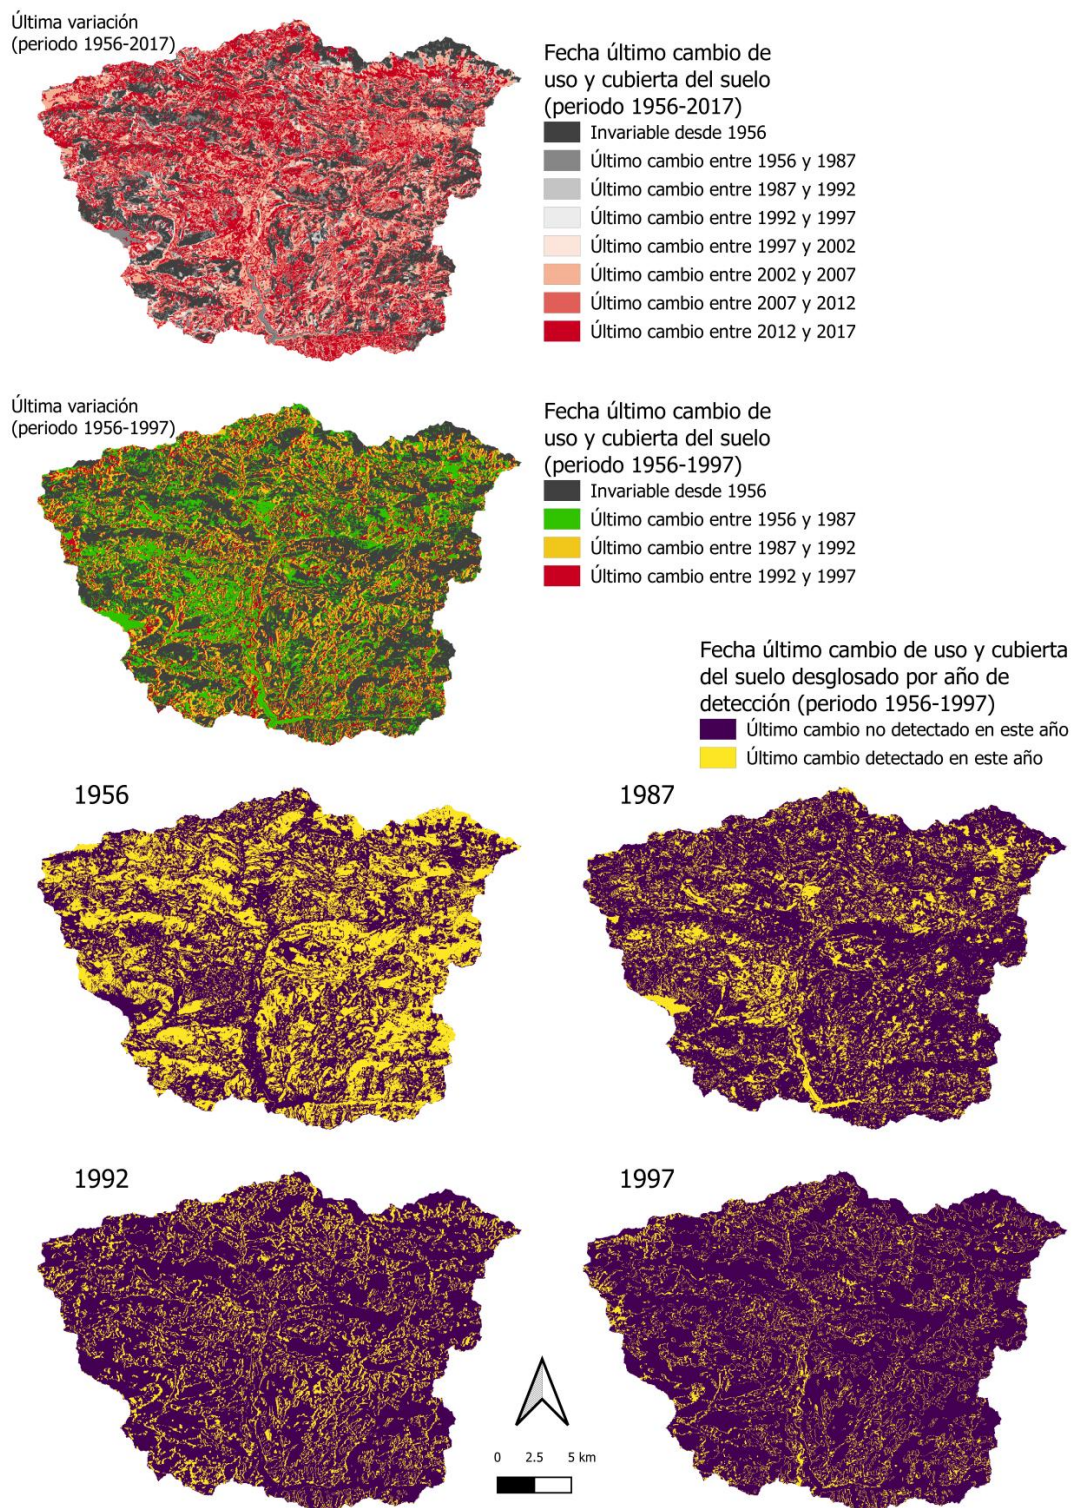 Última variación
(periodo 1956-2017)
Fecha último cambio de
uso y cubierta del suelo
(periodo 1956-2017)
Invariable desde 1956
Último cambio entre 1956 y 1987
Último cambio entre 1987 y 1992
Último cambio entre 1992 y 1997
Último cambio entre 1997 y 2002
Último cambio entre 2002 y 2007
Último cambio entre 2007 y 2012
Último cambio entre 2012 y 2017
Última variación
(periodo 1956-1997)
Fecha último cambio de
uso y cubierta del suelo
(periodo 1956-1997)
Invariable desde 1956
Último cambio entre 1956 y 1987
Último cambio entre 1987 y 1992
Último cambio entre 1992 y 1997
Fecha último cambio de uso y cubierta
del suelo desglosado por año de
detección (periodo 1956-1997)
Último cambio no detectado en este año
Último cambio detectado en este año
1956
1987
1992
1997
0 2.5 5 km